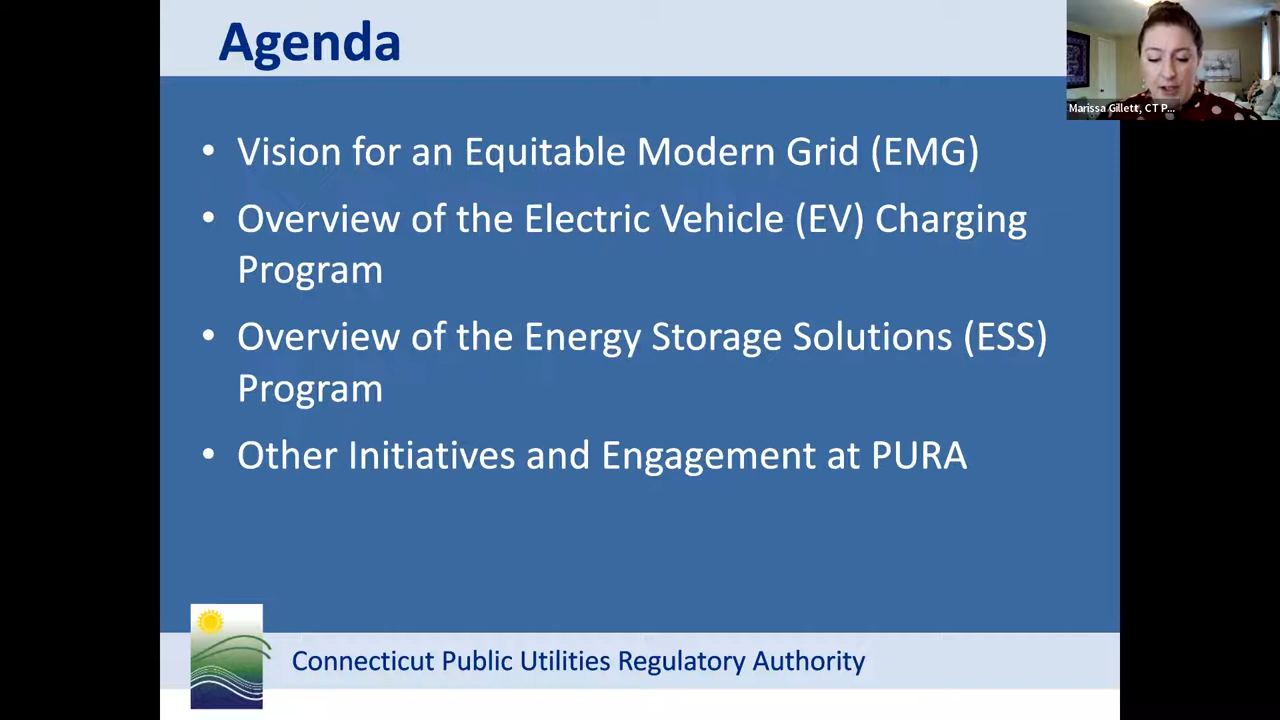 Agenda
Marissa Gillett, CT P...
• Vision for an Equitable Modern Grid (EMG)
• Overview of the Electric Vehicle (EV) Charging
Program
• Overview of the Energy Storage Solutions (ESS)
Program
• Other Initiatives and Engagement at PURA
Connecticut Public Utilities Regulatory Authority